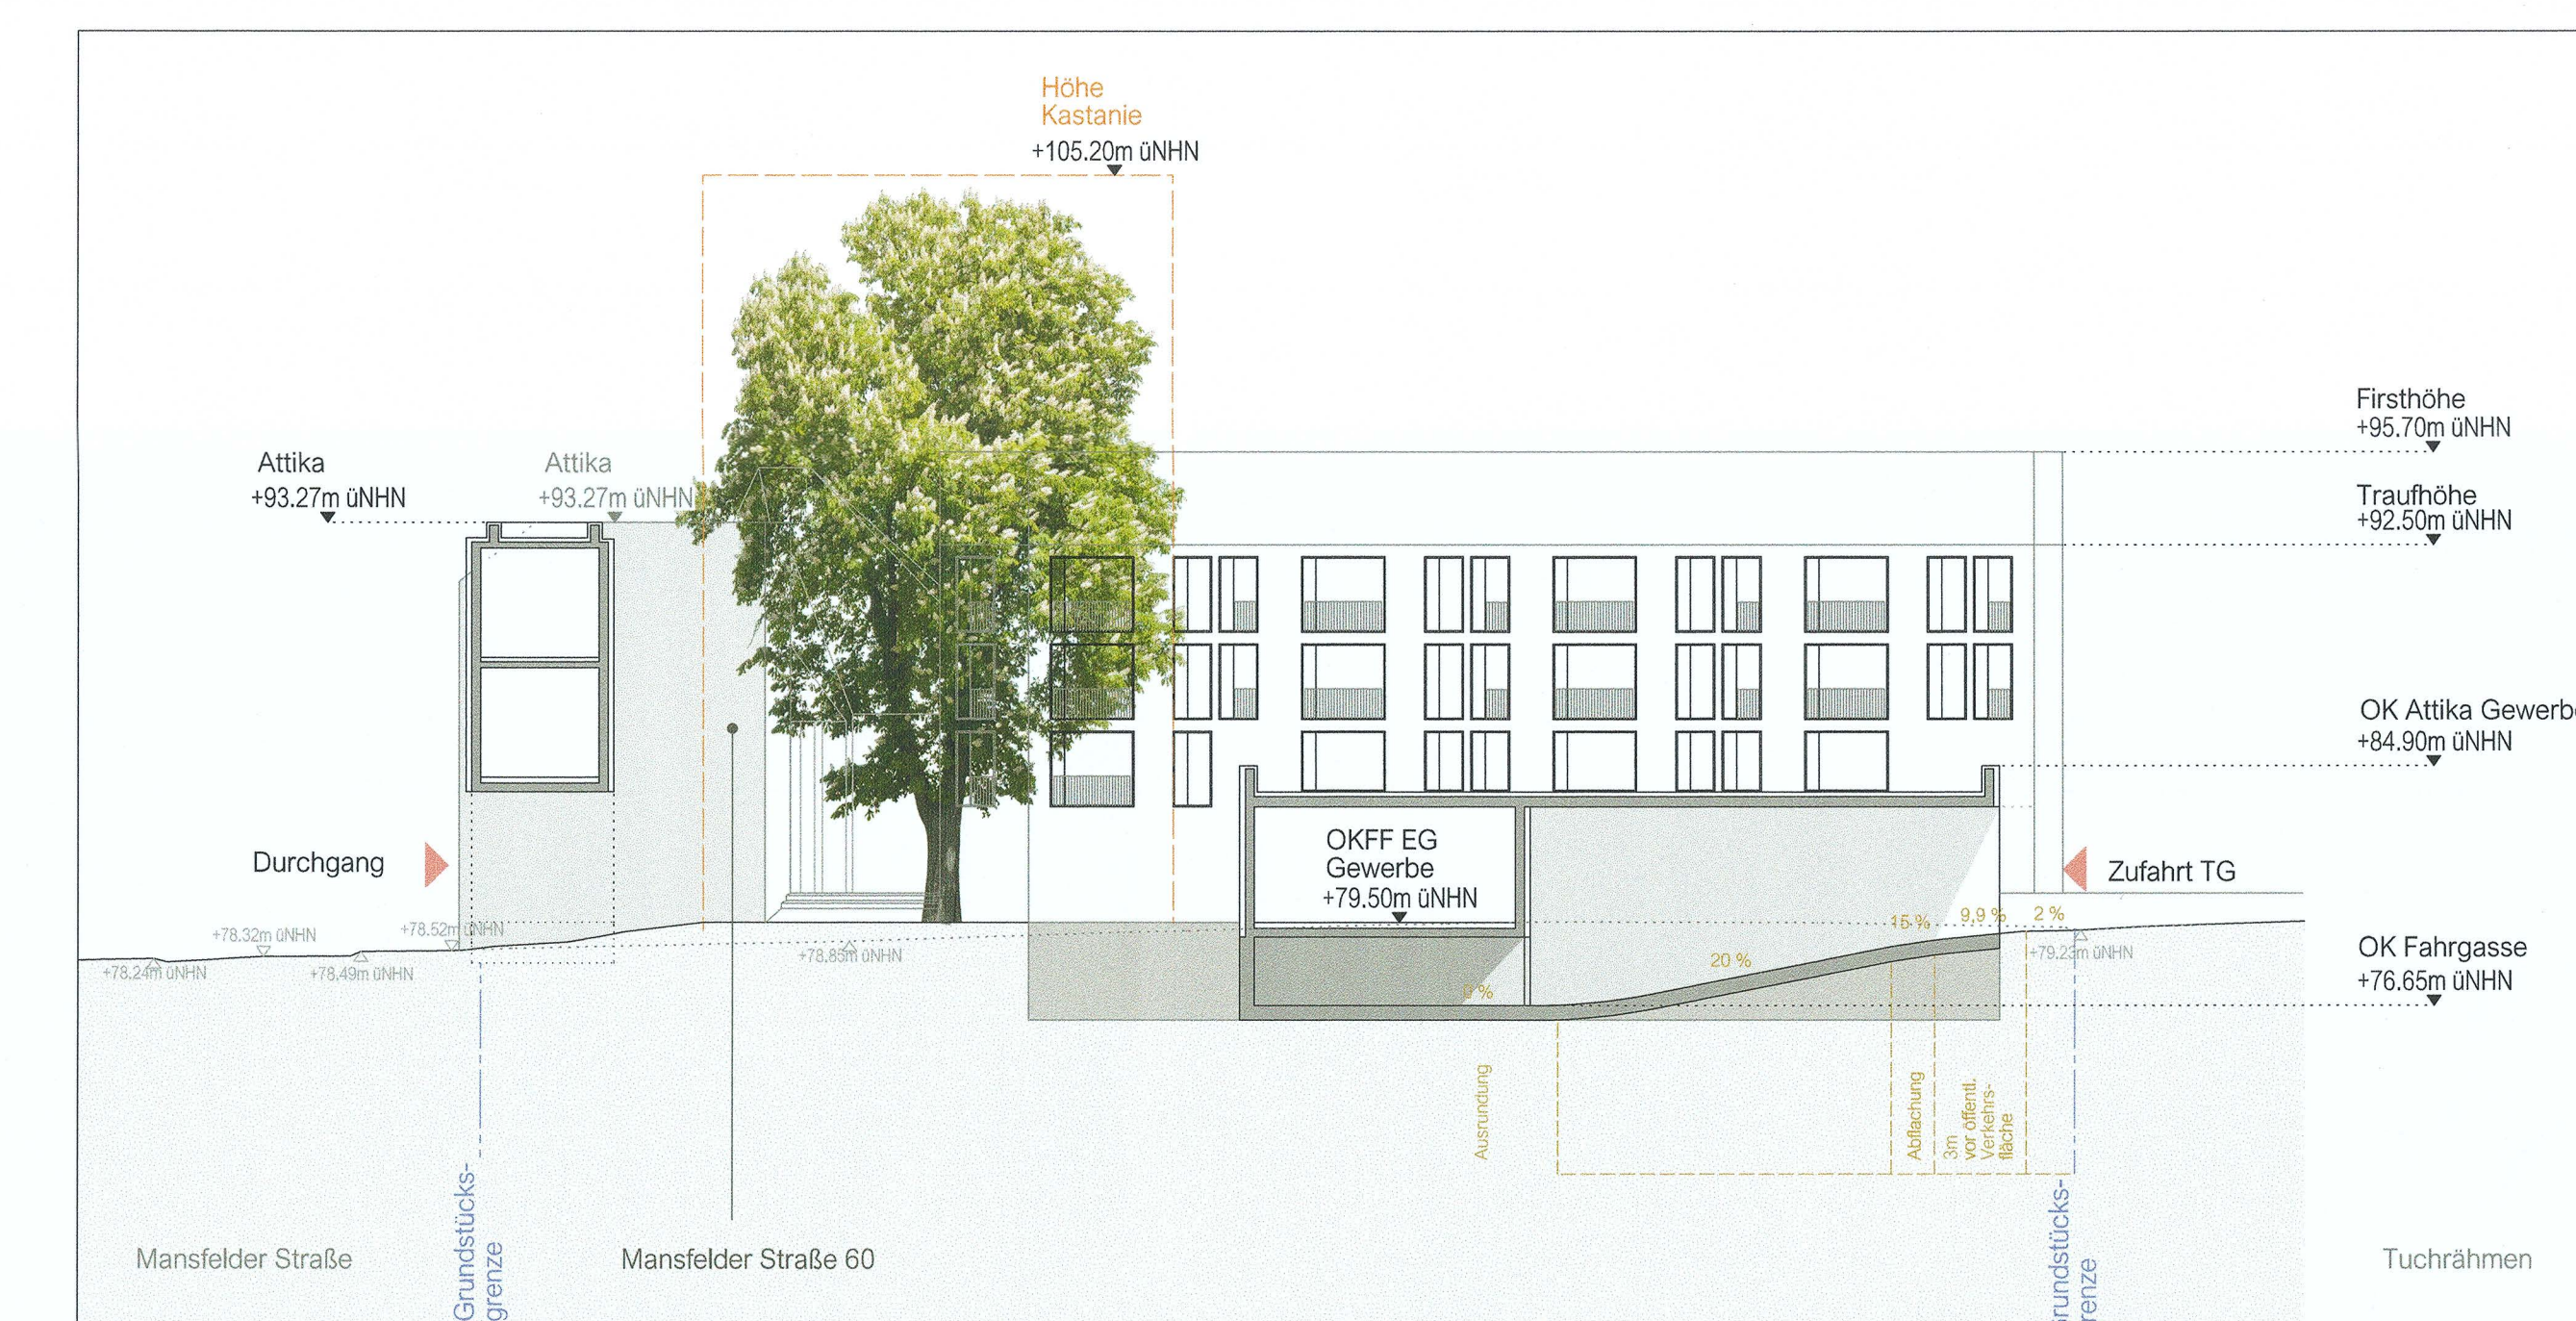 Höhe
Kastanie
+105.20m üNHN
Firsthöhe
+95.70m üNHN
Attika
+93.27m üNHN
Attika
+93.27m üNHN
Traufhöhe
+92.50m üNHN
OK Attika Gewerbe
+84.90m üNHN
Durchgang
OKFF EG
Gewerbe
+79.50m üNHN
Zufahrt TG
15 %
9,9 %
2 %
20 %
+78.32m üNHN
+78.52m üNHN
+78.24m üNHN
+78.49m üNHN
+78.85m üNHN
+79.23m üNHN
OK Fahrgasse
+76.65m üNHN
Ausrundung
Abflachung
3m
vor öffentl.
Verkehrs-
fläche
Grundstücks-
grenze
rundstücks-
renze
Mansfelder Straße
Mansfelder Straße 60
Tuchrähmen